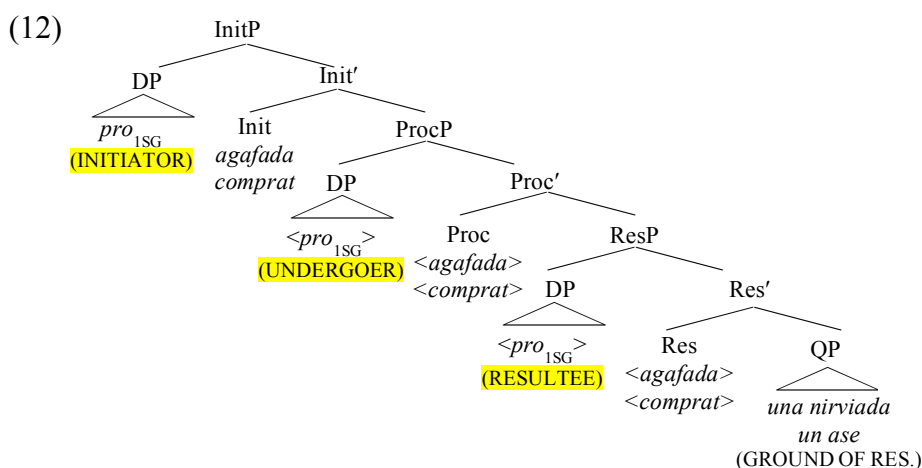 (12)
InitP
DP
Init′
pro1SG
(INITIATOR)
Init
agafada
comprat
ProcP
DP
Proc′
<pro1SG>
(UNDERGOER)
Proc
<agafada>
<comprat>
ResP
DP
Res′
<pro1SG>
(RESULTEE)
Res
<agafada>
<comprat>
QP
una nirviada
un ase
(GROUND OF RES.)